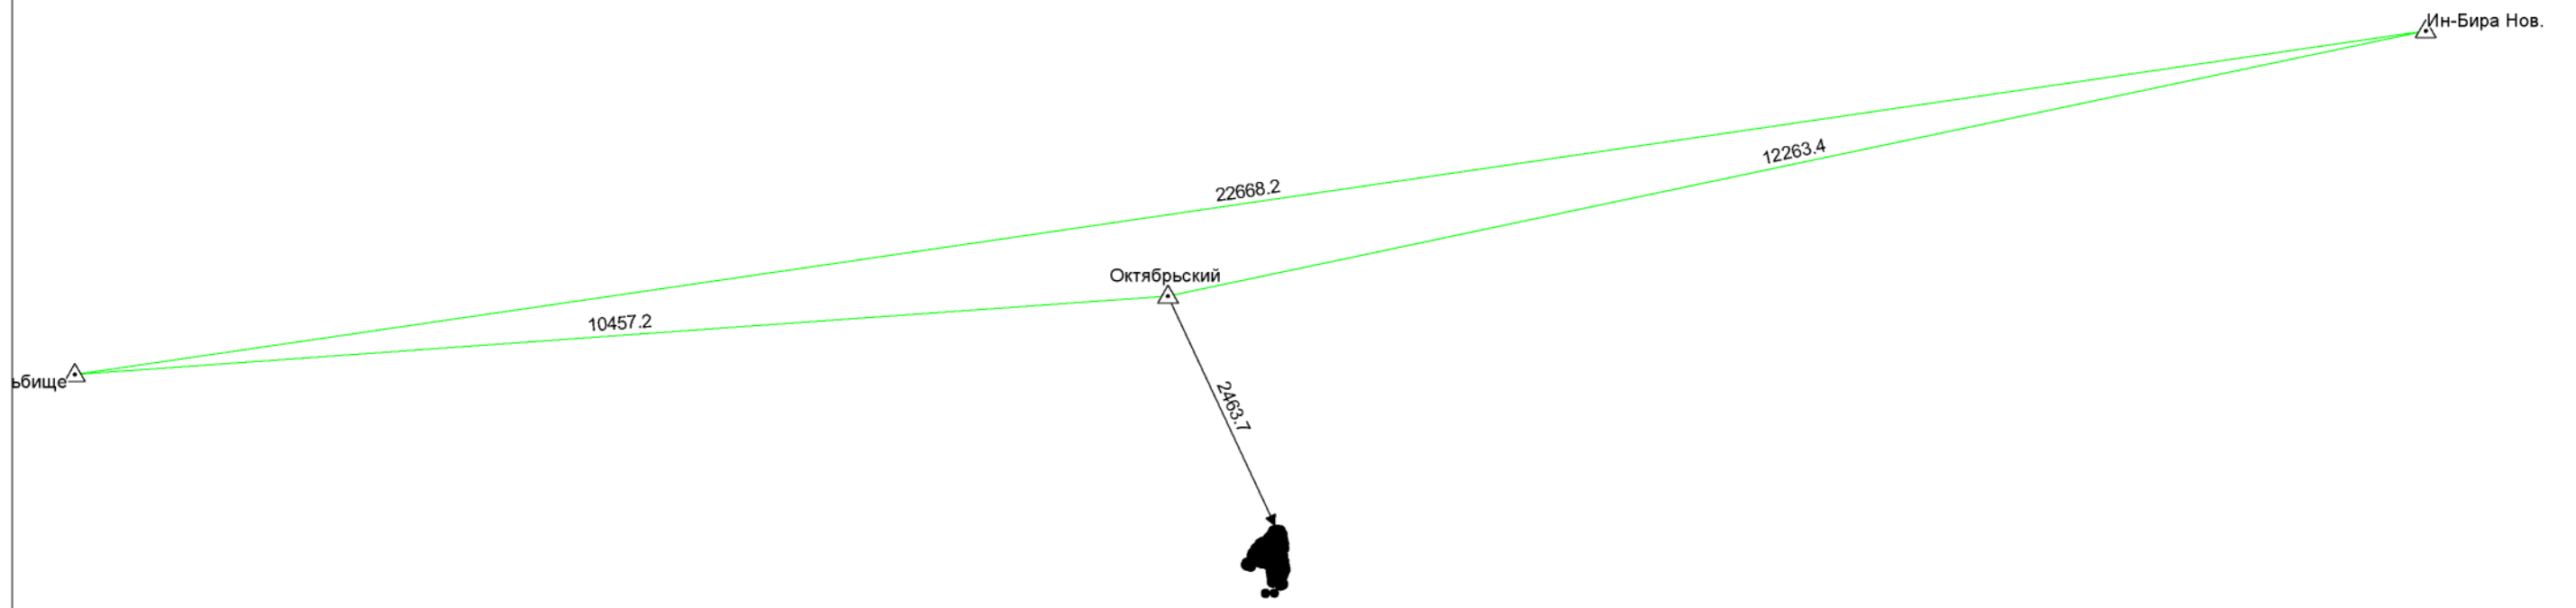 Ин-Бира Нов.
12263.4
22668.2
Октябрьский
10457.2
ьбище
2463.7